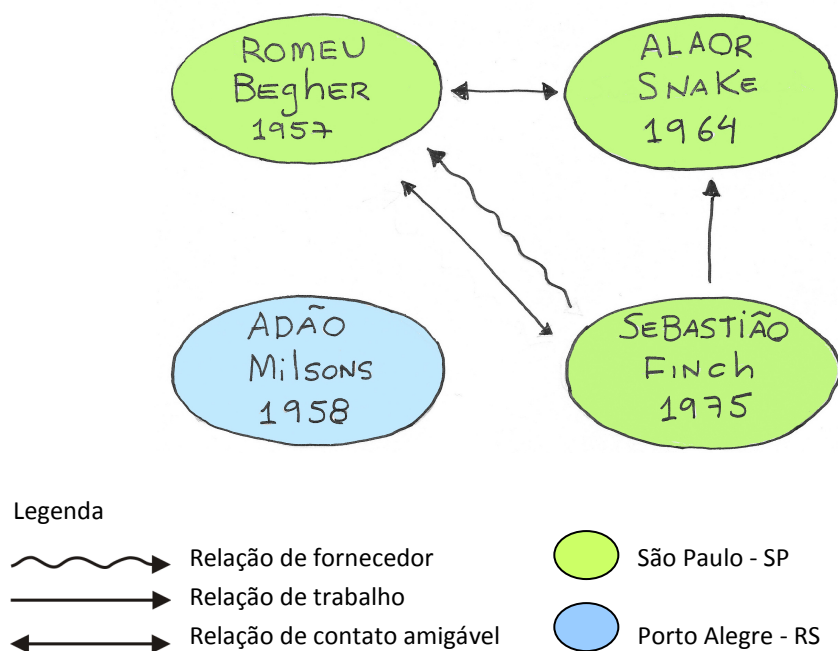 ROMEU
BEGHER
1957
ALAOR
SNAKE
1964
ADÃO
MILSONS
1958
SEBASTIÃO
FINCH
1975
Legenda
Relação de fornecedor
Relação de trabalho
Relação de contato amigável
São Paulo - SP
Porto Alegre - RS